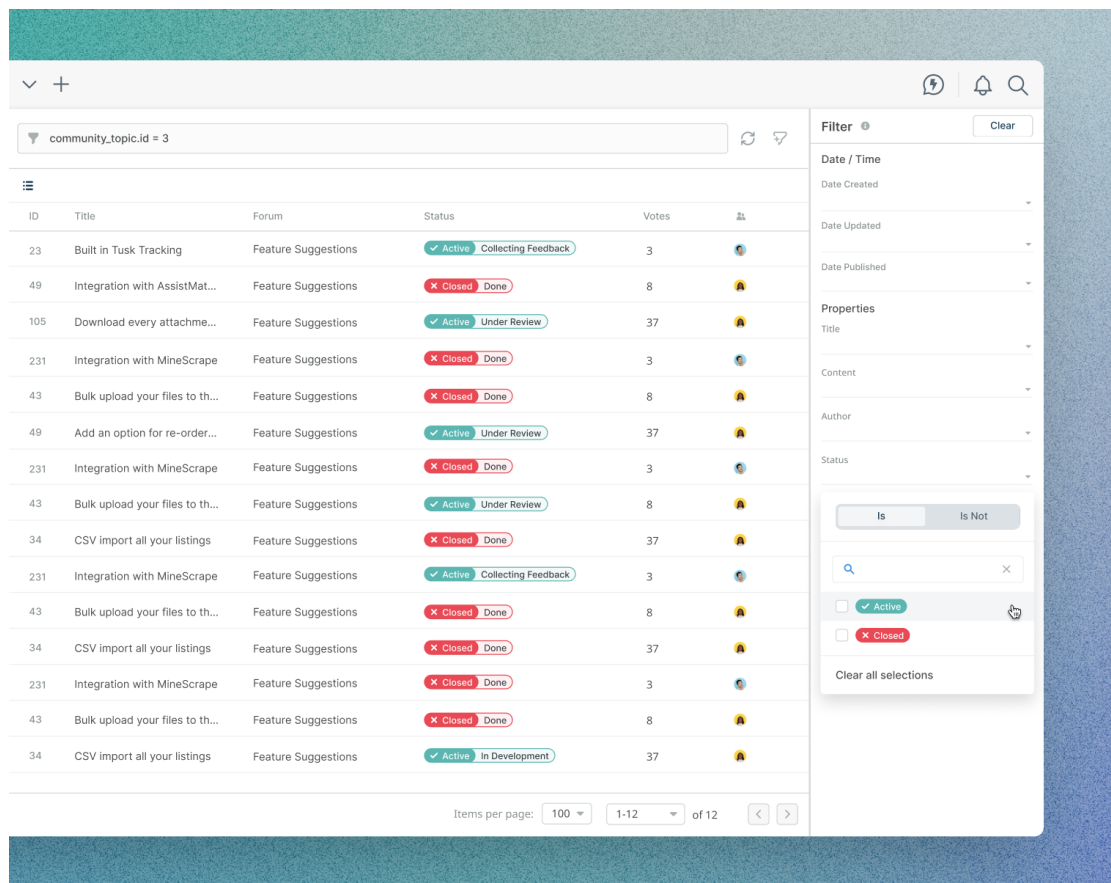 community_topic.id = 3
Filter
Clear
Date / Time
Date Created
Date Updated
Date Published
Properties
Title
Content
Author
Status
Is Is Not
Active
Closed
Clear all selections
ID Title Forum Status Votes
23 Built in Tusk Tracking Feature Suggestions Active Collecting Feedback 3
49 Integration with AssistMat... Feature Suggestions Closed Done 8
105 Download every attachme... Feature Suggestions Active Under Review 37
231 Integration with MineScrape Feature Suggestions Closed Done 3
43 Bulk upload your files to th... Feature Suggestions Closed Done 8
49 Add an option for re-order... Feature Suggestions Active Under Review 37
231 Integration with MineScrape Feature Suggestions Closed Done 3
43 Bulk upload your files to th... Feature Suggestions Active Under Review 8
34 CSV import all your listings Feature Suggestions Closed Done 37
231 Integration with MineScrape Feature Suggestions Active Collecting Feedback 3
43 Bulk upload your files to th... Feature Suggestions Closed Done 8
34 CSV import all your listings Feature Suggestions Closed Done 37
231 Integration with MineScrape Feature Suggestions Closed Done 3
43 Bulk upload your files to th... Feature Suggestions Closed Done 8
34 CSV import all your listings Feature Suggestions Active In Development 37
Items per page: 100 1-12 of 12